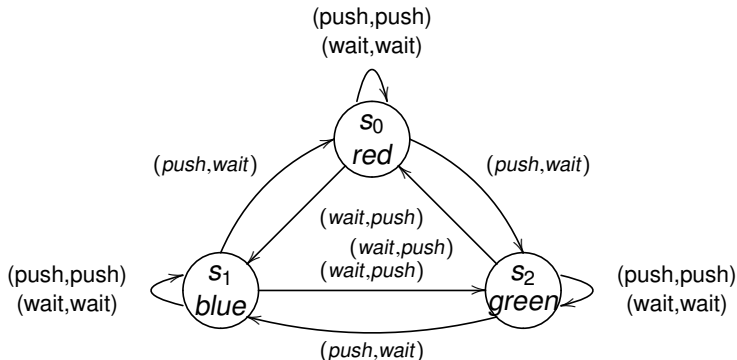 (push,push)
(wait,wait)
s0
red
(push,wait)
(push,wait)
(wait,push)
(wait,push)
(wait,push)
(push,push)
(wait,wait)
s1
blue
s2
green
(push,push)
(wait,wait)
(push,wait)